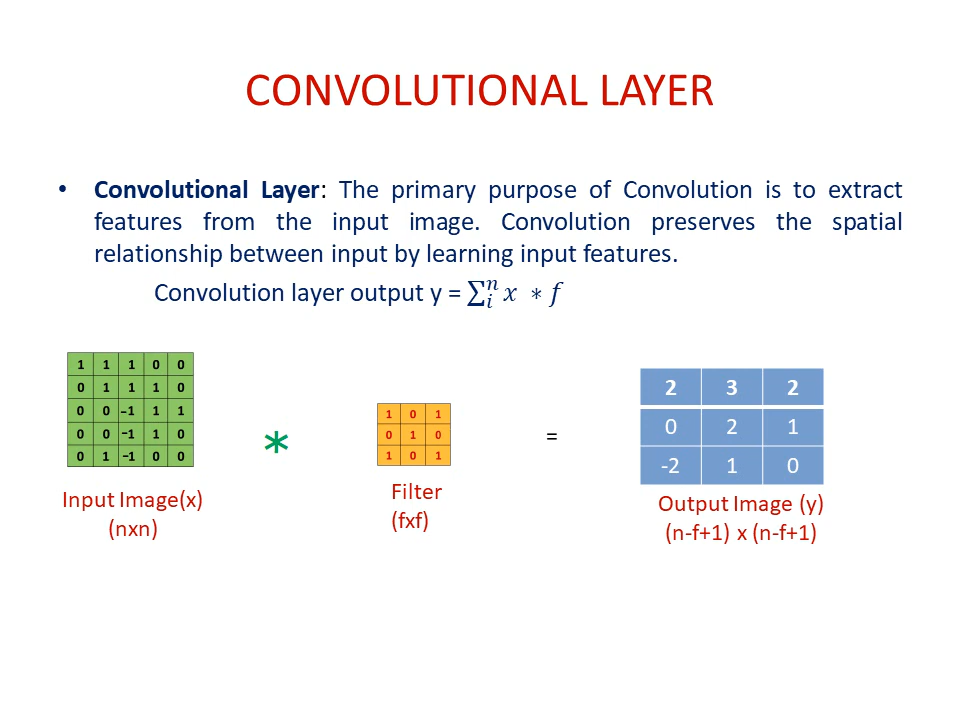 CONVOLUTIONAL LAYER
• Convolutional Layer: The primary purpose of Convolution is to extract
features from the input image. Convolution preserves the spatial
relationship between input by learning input features.
Convolution layer output y = ∑ᵢⁿ x ∗ f
1 1 1 0 0
0 1 1 1 0
0 0 −1 1 1
0 0 −1 1 0
0 1 −1 0 0
Input Image(x)
(nxn)
*
1 0 1
0 1 0
1 0 1
Filter
(fxf)
=
2 3 2
0 2 1
-2 1 0
Output Image (y)
(n-f+1) x (n-f+1)